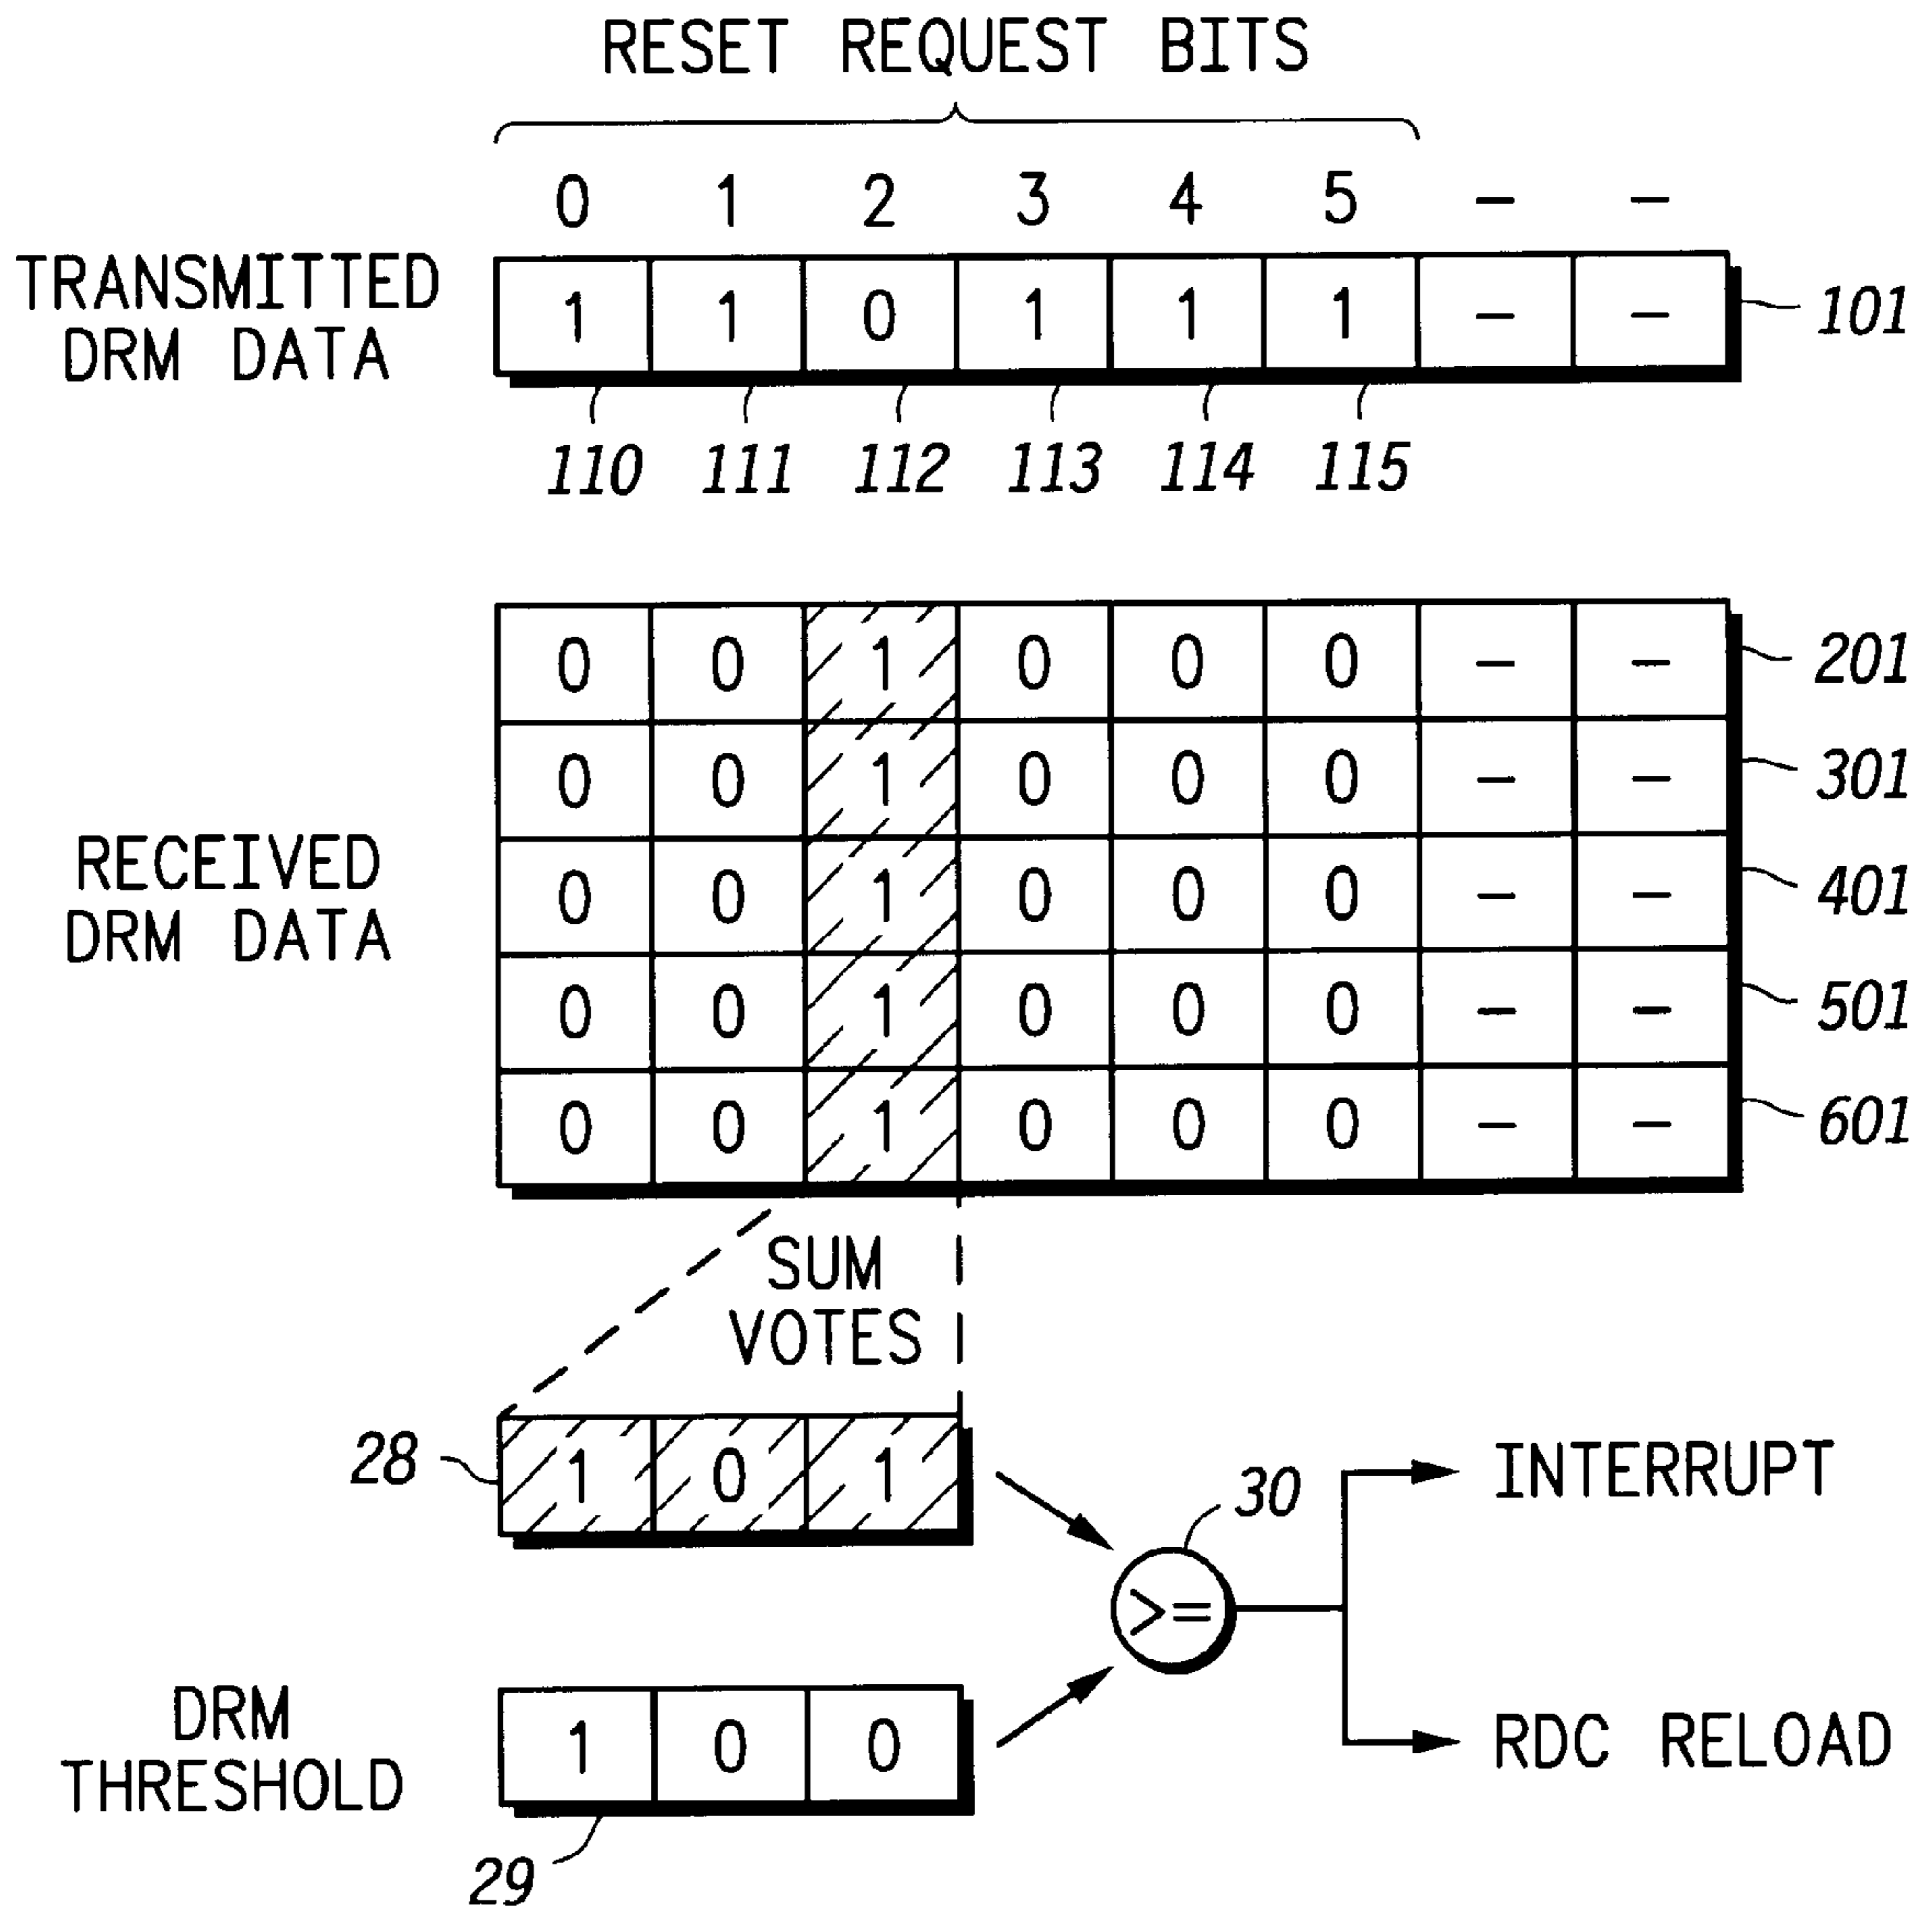 RESET REQUEST BITS
0 1 2 3 4 5 – –
TRANSMITTED
DRM DATA
1 1 0 1 1 1 – –
101
110 111 112 113 114 115
RECEIVED
DRM DATA
0 0 1 0 0 0 – – 201
0 0 1 0 0 0 – – 301
0 0 1 0 0 0 – – 401
0 0 1 0 0 0 – – 501
0 0 1 0 0 0 – – 601
SUM
VOTES
28
1 0 1
30
>=
INTERRUPT
RDC RELOAD
DRM
THRESHOLD
1 0 0
29